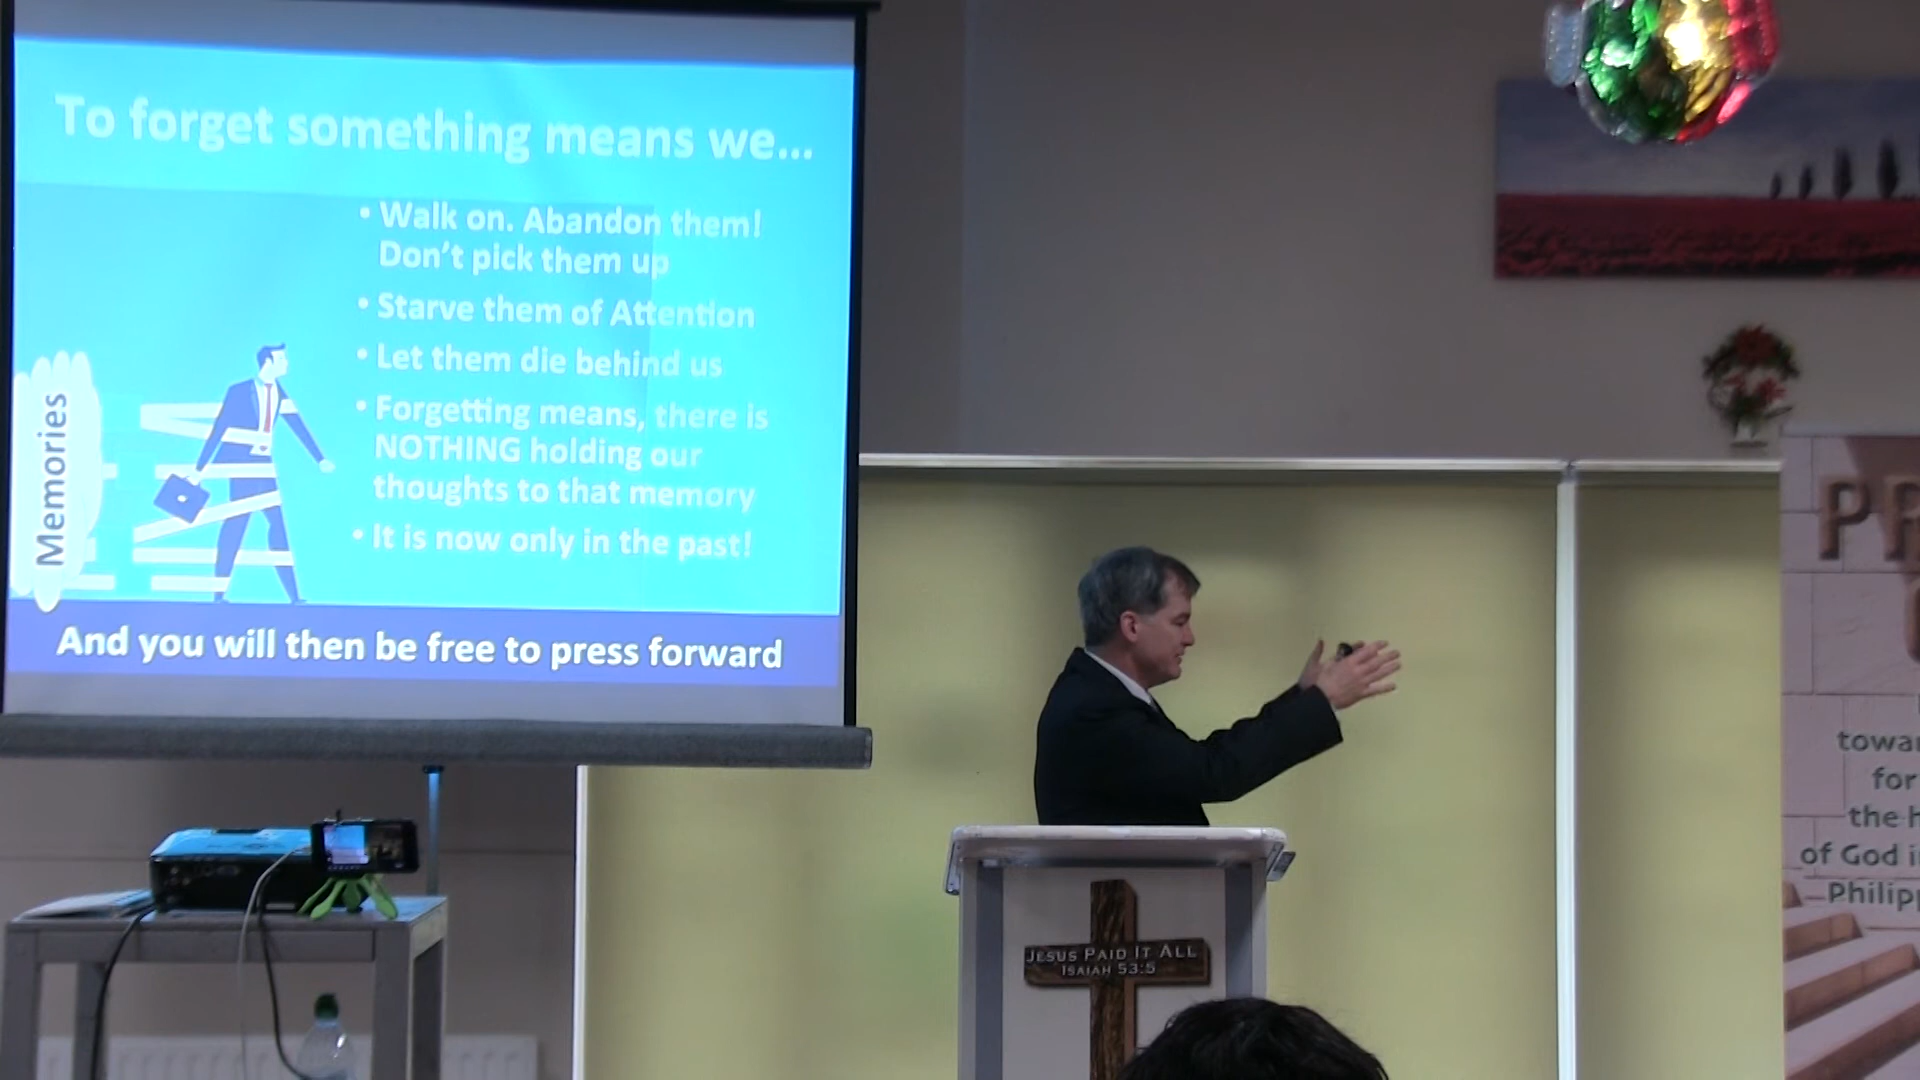 To forget something means we...
• Walk on. Abandon them!
Don't pick them up
• Starve them of Attention
• Let them die behind us
• Forgetting means, there is
NOTHING holding our
thoughts to that memory
• It is now only in the past!
Memories
And you will then be free to press forward
JESUS PAID IT ALL
ISAIAH 53:5
for
the
of God